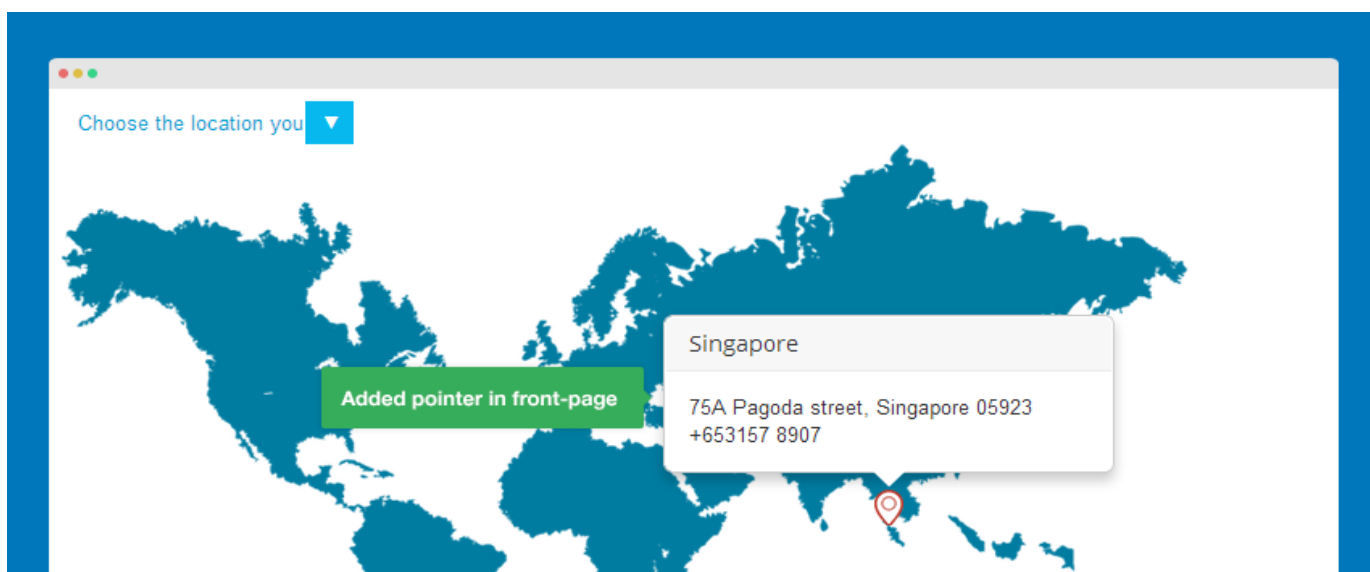 Choose the location you
Singapore
Added pointer in front-page
75A Pagoda street, Singapore 05923
+653157 8907